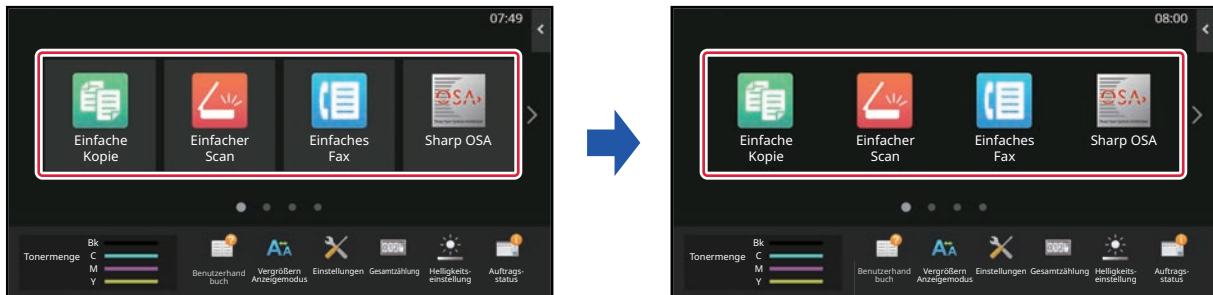 07:49
Einfache
Kopie
Einfacher
Scan
Einfaches
Fax
OSA
Sharp OSA
Tonermenge
Bk
C
M
Y
Benutzerhand
buch
Vergrößern
Anzeigemodus
Einstellungen
Gesamtzählung
Helligkeits-
einstellung
Auftrags-
status
08:00
Einfache
Kopie
Einfacher
Scan
Einfaches
Fax
OSA
Sharp OSA
Tonermenge
Bk
C
M
Y
Benutzerhand
buch
Vergrößern
Anzeigemodus
Einstellungen
Gesamtzählung
Helligkeits-
einstellung
Auftrags-
status